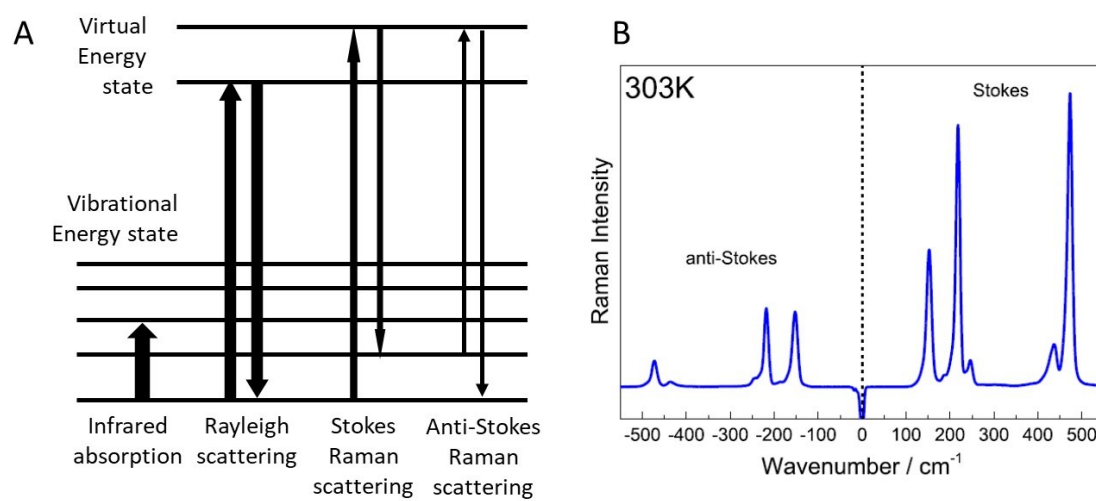 A
Virtual
Energy
state
Vibrational
Energy state
Infrared
absorption
Rayleigh
scattering
Stokes
Raman
scattering
Anti-Stokes
Raman
scattering
B
303K
Stokes
anti-Stokes
Raman Intensity
-500 -400 -300 -200 -100 0 100 200 300 400 500
Wavenumber / cm⁻¹